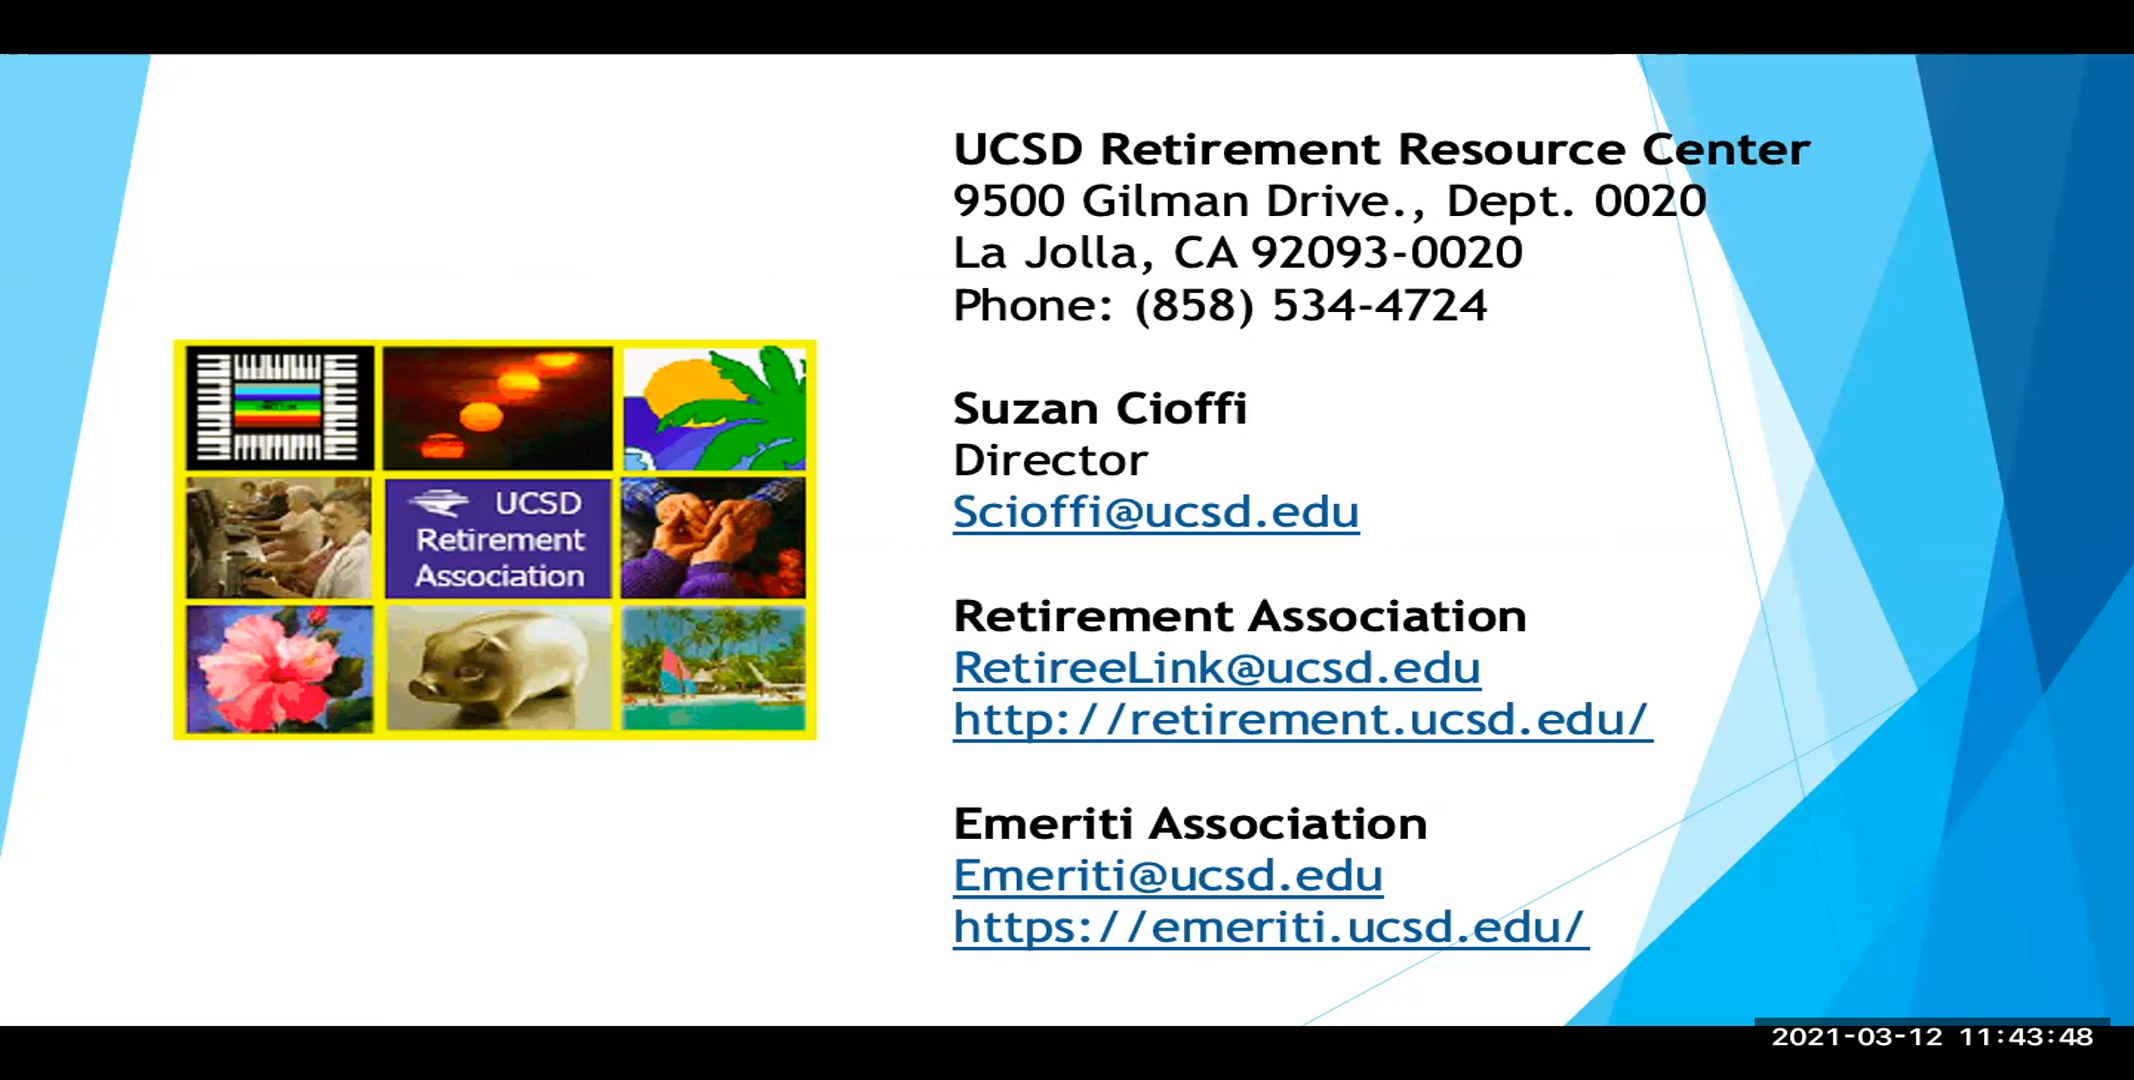 UCSD Retirement Resource Center
9500 Gilman Drive., Dept. 0020
La Jolla, CA 92093-0020
Phone: (858) 534-4724
Suzan Cioffi
Director
Scioffi@ucsd.edu
Retirement Association
RetireeLink@ucsd.edu
http://retirement.ucsd.edu/
Emeriti Association
Emeriti@ucsd.edu
https://emeriti.ucsd.edu/
UCSD
Retirement
Association
2021-03-12 11:43:48